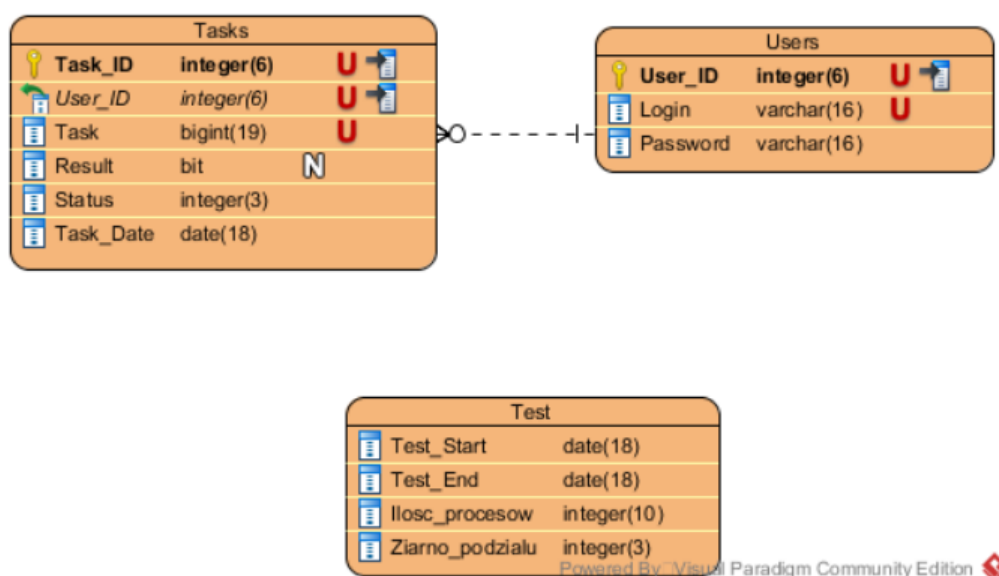 Tasks
Task_ID integer(6) U
User_ID integer(6) U
Task bigint(19) U
Result bit N
Status integer(3)
Task_Date date(18)
Users
User_ID integer(6) U
Login varchar(16) U
Password varchar(16)
Test
Test_Start date(18)
Test_End date(18)
Ilosc_procesow integer(10)
Ziarno_podzialu integer(3)
Powered By Visual Paradigm Community Edition